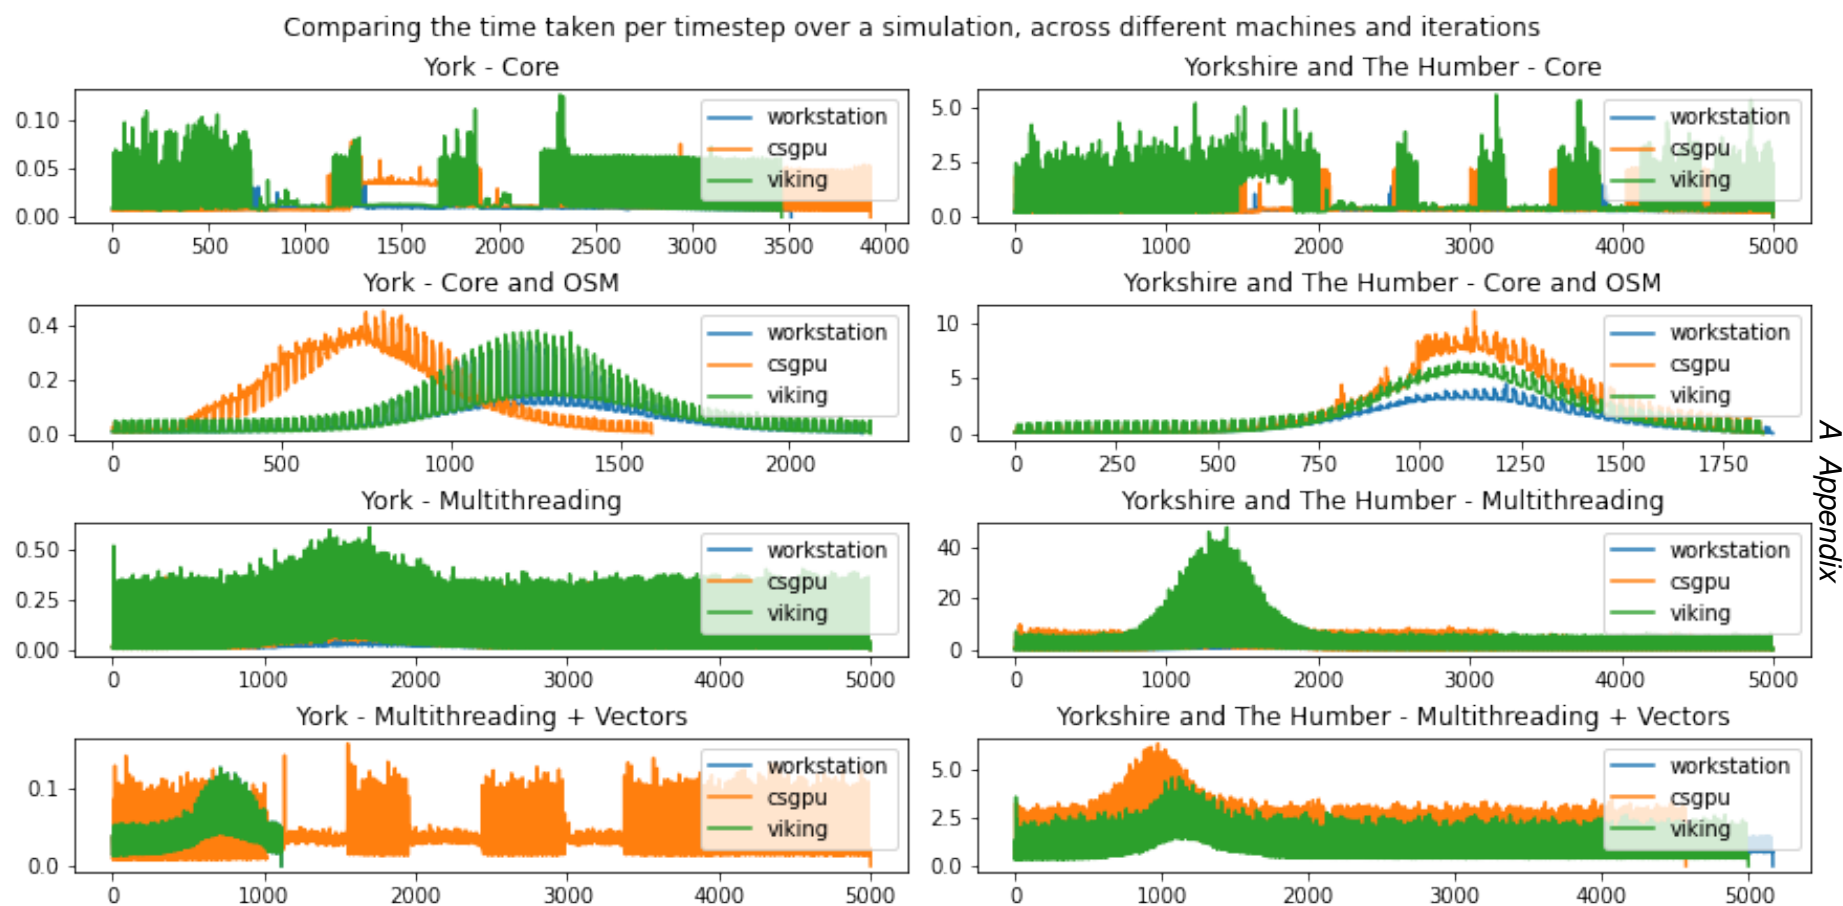 Comparing the time taken per timestep over a simulation, across different machines and iterations
York - Core
0.10
0.05
0.00
0 500 1000 1500 2000 2500 3000 3500 4000
workstation
csgpu
viking
Yorkshire and The Humber - Core
5.0
2.5
0.0
0 1000 2000 3000 4000 5000
workstation
csgpu
viking
York - Core and OSM
0.4
0.2
0.0
0 500 1000 1500 2000
workstation
csgpu
viking
Yorkshire and The Humber - Core and OSM
10
5
0
0 250 500 750 1000 1250 1500 1750
workstation
csgpu
viking
York - Multithreading
0.50
0.25
0.00
0 1000 2000 3000 4000 5000
workstation
csgpu
viking
Yorkshire and The Humber - Multithreading
40
20
0
0 1000 2000 3000 4000 5000
workstation
csgpu
viking
York - Multithreading + Vectors
0.1
0.0
0 1000 2000 3000 4000 5000
workstation
csgpu
viking
Yorkshire and The Humber - Multithreading + Vectors
5.0
2.5
0.0
0 1000 2000 3000 4000 5000
workstation
csgpu
viking
A Appendix